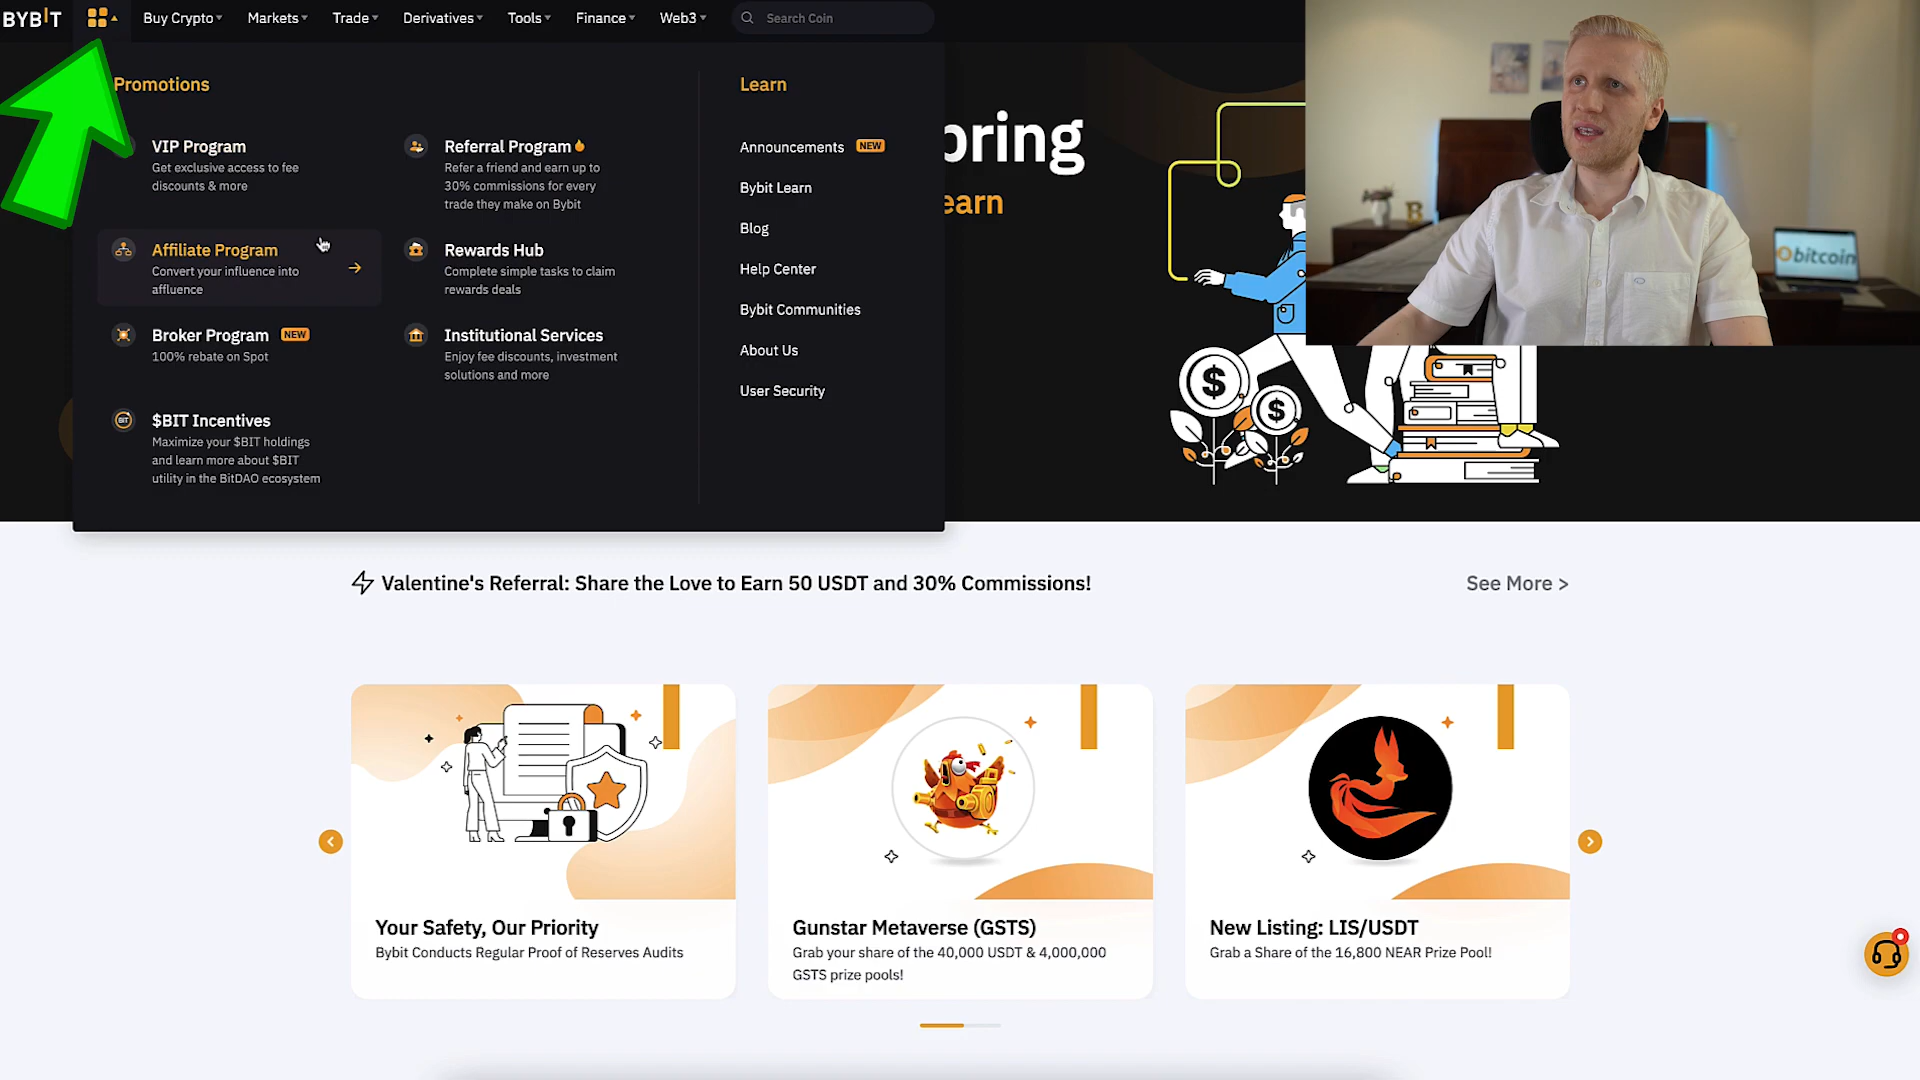 BYBIT
Buy Crypto
Markets
Trade
Derivatives
Tools
Finance
Web3
Search Coin
Promotions
VIP Program
Get exclusive access to fee
discounts & more
Affiliate Program
Convert your influence into
affluence
Broker Program NEW
100% rebate on Spot
$BIT Incentives
Maximize your $BIT holdings
and learn more about $BIT
utility in the BitDAO ecosystem
Referral Program
Refer a friend and earn up to
30% commissions for every
trade they make on Bybit
Rewards Hub
Complete simple tasks to claim
rewards deals
Institutional Services
Enjoy fee discounts, investment
solutions and more
Learn
Announcements NEW
Bybit Learn
Blog
Help Center
Bybit Communities
About Us
User Security
pring
earn
$
$
BIT
B
bitcoin
Valentine's Referral: Share the Love to Earn 50 USDT and 30% Commissions!
See More >
Your Safety, Our Priority
Bybit Conducts Regular Proof of Reserves Audits
Gunstar Metaverse (GSTS)
Grab your share of the 40,000 USDT & 4,000,000
GSTS prize pools!
New Listing: LIS/USDT
Grab a Share of the 16,800 NEAR Prize Pool!